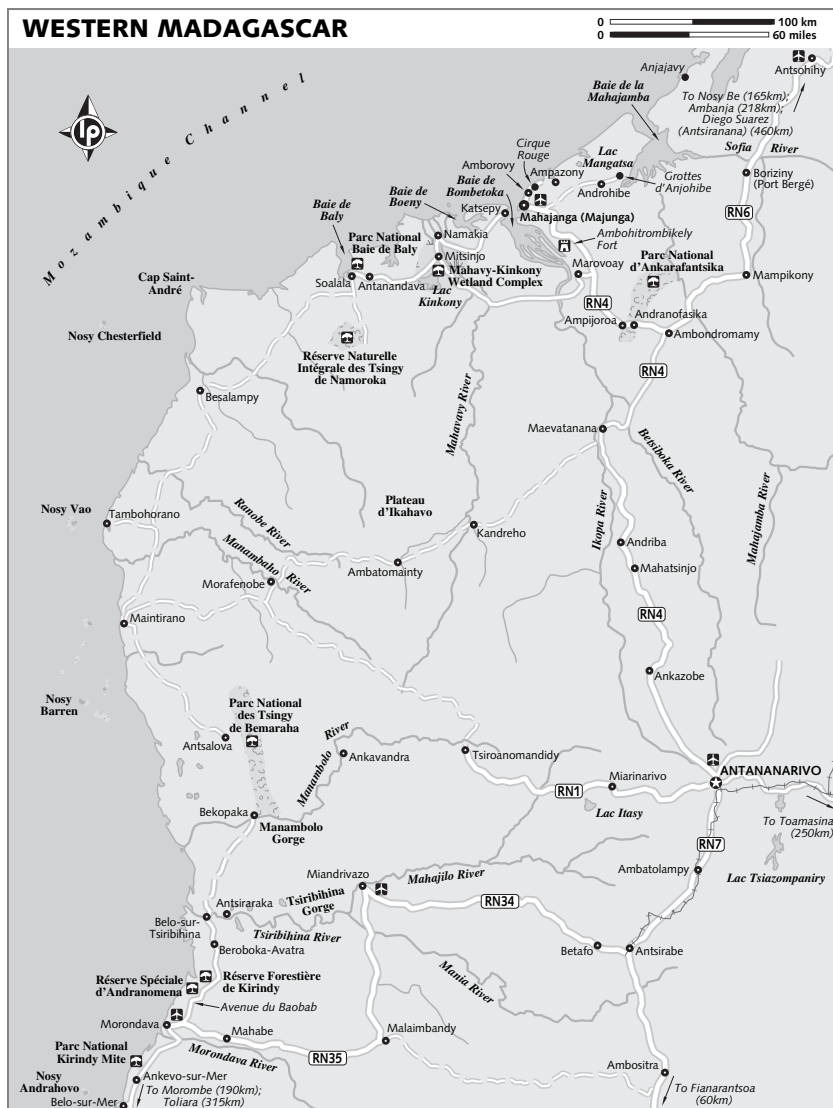 WESTERN MADAGASCAR
0 100 km
0 60 miles
lp
Mozambique Channel
Anjajavy
Antsohihy
Baie de la
Mahajamba
To Nosy Be (165km);
Ambanja (218km);
Diego Suarez
(Antsiranana) (460km)
Sofia River
Cirque
Rouge
Lac
Mangatsa
Amborovy
Ampazony
Grottes
d'Anjohibe
Boriziny
(Port Bergé)
Baie de
Bombetoka
Androhibe
Baie de
Boeny
Katsepy
Baie de
Baly
Mahajanga (Majunga)
RN6
Parc National
Baie de Baly
Namakia
Ambohitrombikely
Fort
Mitsinjo
Parc National
d'Ankarafantsika
Cap Saint-
André
Mahavy-Kinkony
Wetland Complex
Marovoay
Mampikony
Soalala
Antanandava
Lac
Kinkony
RN4
Andranofasika
Nosy Chesterfield
Ampijoroa
Ambondromamy
Réserve Naturelle
Intégrale des Tsingy
de Namoroka
RN4
Besalampy
Mahavavy River
Maevatanana
Betsiboka River
Mahajamba River
Ikopa River
Plateau
d'Ikahavo
Nosy Vao
Tambohorano
Ranobe River
Kandreho
Manambaho River
Andriba
Ambatomainty
Mahatsinjo
Morafenobe
Maintirano
RN4
Ankazobe
Nosy
Barren
Parc National
des Tsingy
de Bemaraha
Manambolo River
Antsalova
Ankavandra
Tsiroanomandidy
ANTANANARIVO
Miarinarivo
RN1
Lac Itasy
Bekopaka
Manambolo
Gorge
To Toamasina
(250km)
RN7
Ambatolampy
Lac Tsiazompaniry
Mahajilo River
Miandrivazo
Tsiribihina
Gorge
Antsiraraka
RN34
Belo-sur-
Tsiribihina
Tsiribihina River
Beroboka-Avatra
Betafo
Antsirabe
Mania River
Réserve Spéciale
d'Andranomena
Réserve Forestière
de Kirindy
Avenue du Baobab
Morondava
Mahabe
Malaimbandy
RN35
Morondava River
Parc National
Kirindy Mite
Ambositra
Nosy
Andrahovo
Ankevo-sur-Mer
To Morombe (190km);
Toliara (315km)
To Fianarantsoa
(60km)
Belo-sur-Mer